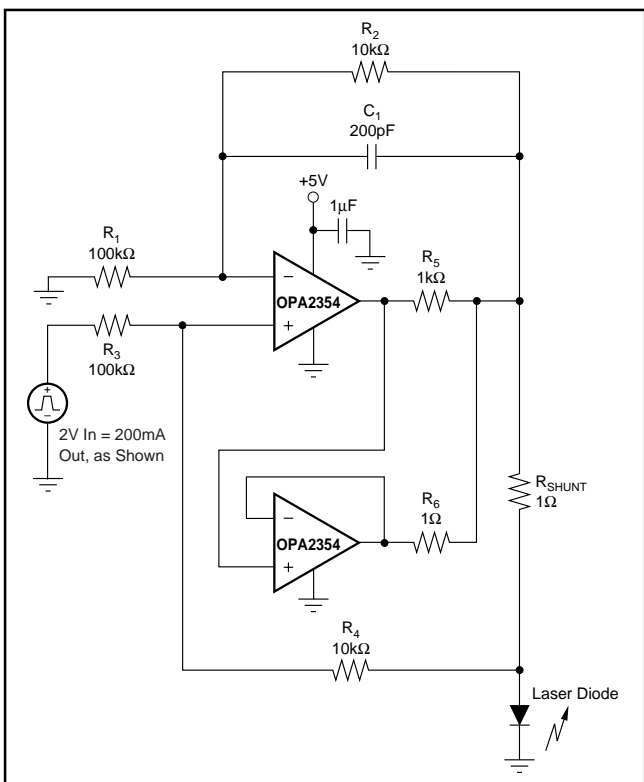 R2
10kΩ
C1
200pF
+5V
1µF
R1
100kΩ
R5
1kΩ
−
OPA2354
+
R3
100kΩ
+
−
2V In = 200mA
Out, as Shown
RSHUNT
1Ω
R6
1Ω
−
OPA2354
+
R4
10kΩ
Laser Diode